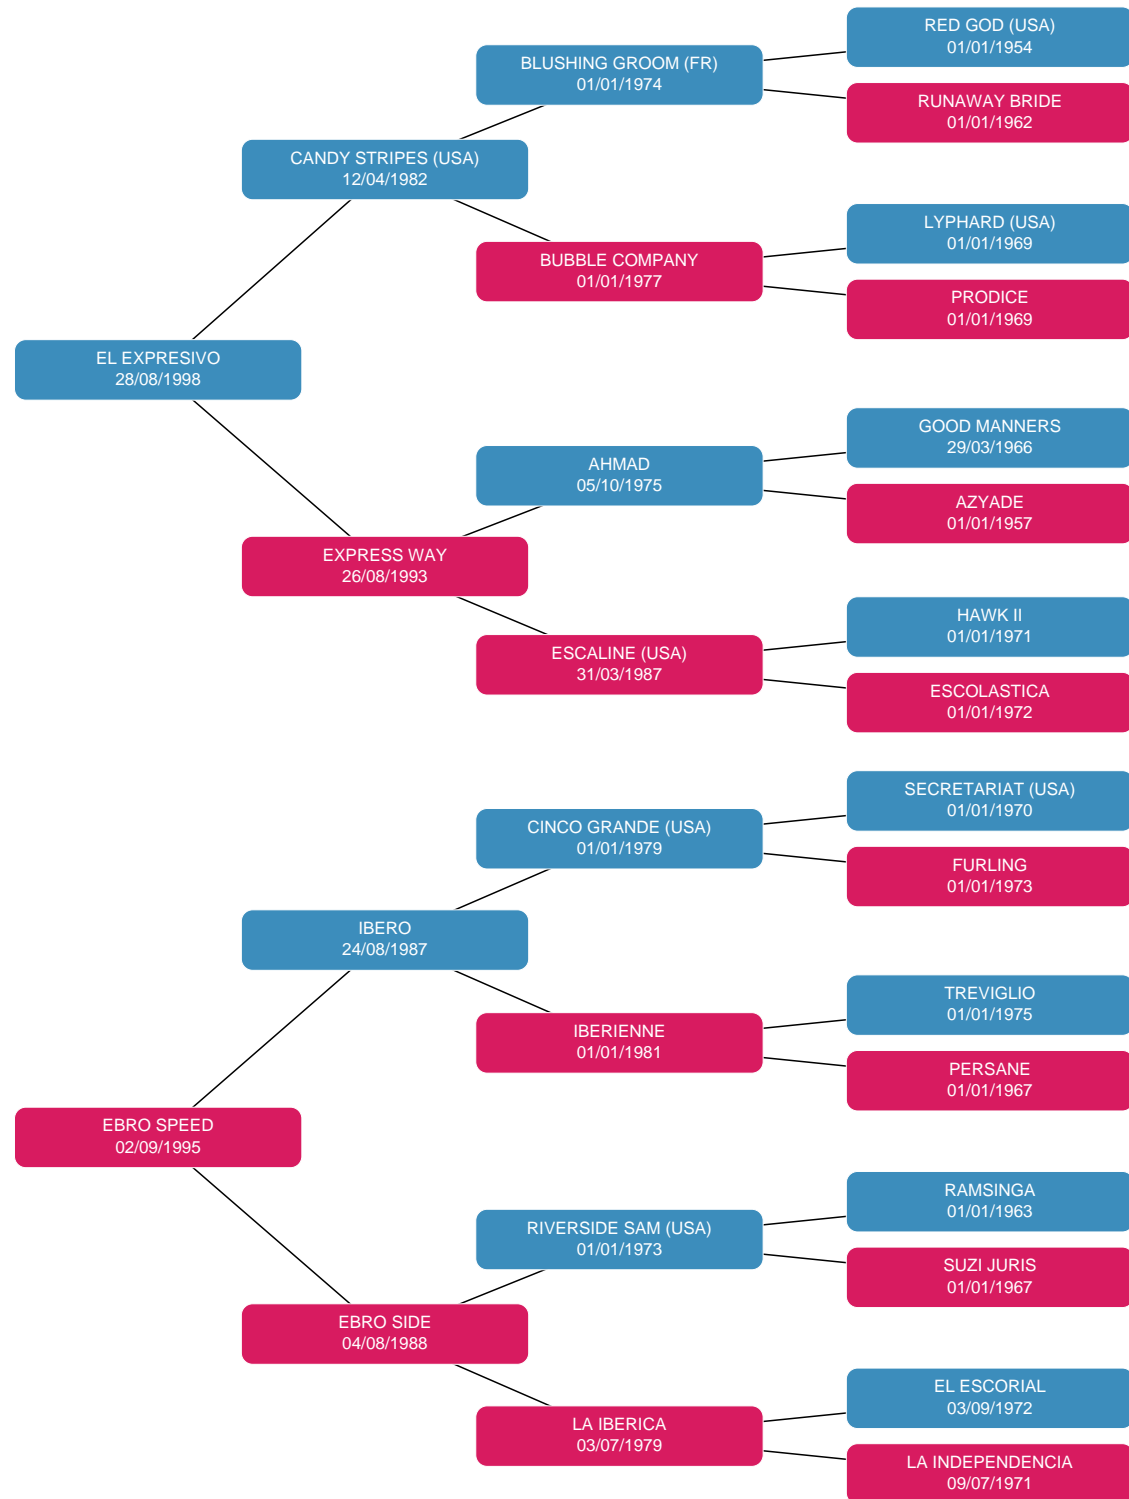 RED GOD (USA)
01/01/1954
BLUSHING GROOM (FR)
01/01/1974
RUNAWAY BRIDE
01/01/1962
CANDY STRIPES (USA)
12/04/1982
LYPHARD (USA)
01/01/1969
BUBBLE COMPANY
01/01/1977
PRODICE
01/01/1969
EL EXPRESIVO
28/08/1998
GOOD MANNERS
29/03/1966
AHMAD
05/10/1975
AZYADE
01/01/1957
EXPRESS WAY
26/08/1993
HAWK II
01/01/1971
ESCALINE (USA)
31/03/1987
ESCOLASTICA
01/01/1972
SECRETARIAT (USA)
01/01/1970
CINCO GRANDE (USA)
01/01/1979
FURLING
01/01/1973
IBERO
24/08/1987
TREVIGLIO
01/01/1975
IBERIENNE
01/01/1981
PERSANE
01/01/1967
EBRO SPEED
02/09/1995
RAMSINGA
01/01/1963
RIVERSIDE SAM (USA)
01/01/1973
SUZI JURIS
01/01/1967
EBRO SIDE
04/08/1988
EL ESCORIAL
03/09/1972
LA IBERICA
03/07/1979
LA INDEPENDENCIA
09/07/1971